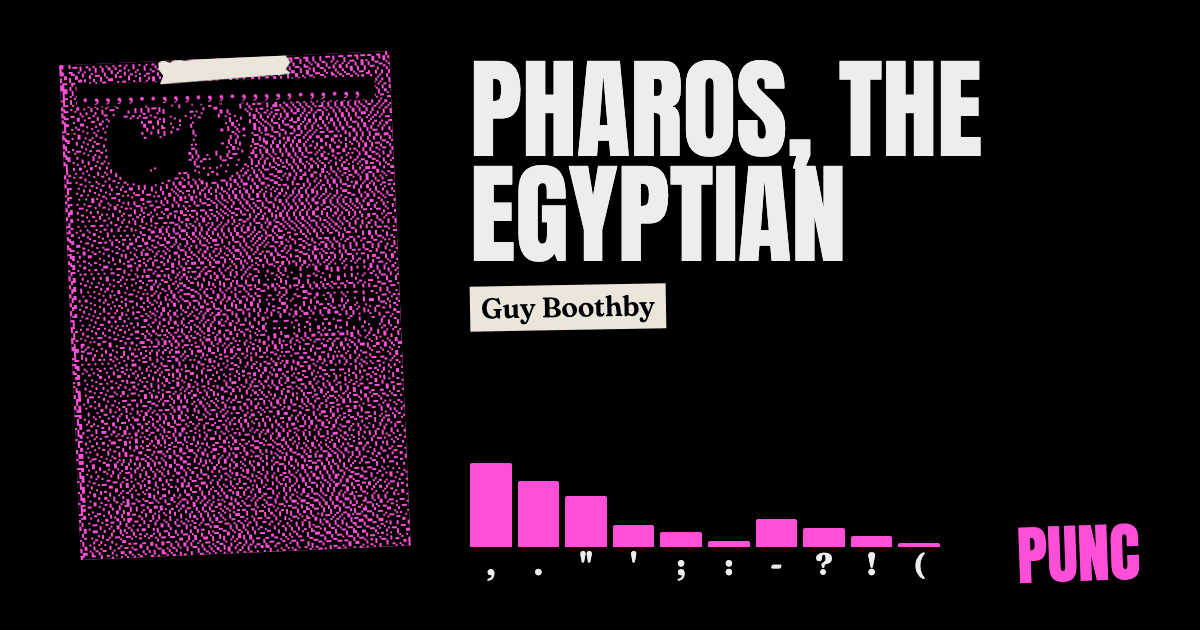 , , , , , , , , , , , , , , , , , , , , , , , , ,
PHAROS, THE
EGYPTIAN
Guy Boothby
, . " ' ; : - ? ! (
PUNC